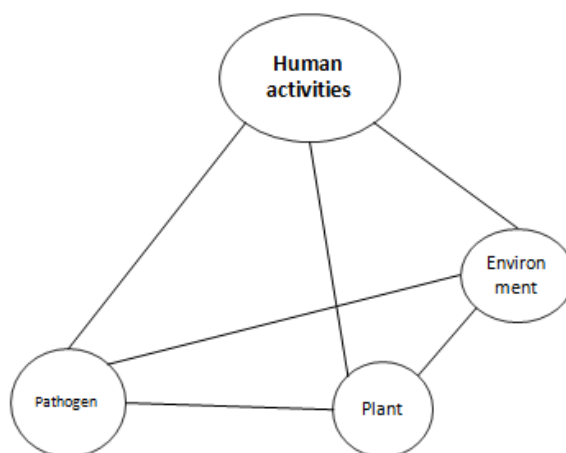 Human
activities
Environ
ment
Pathogen
Plant